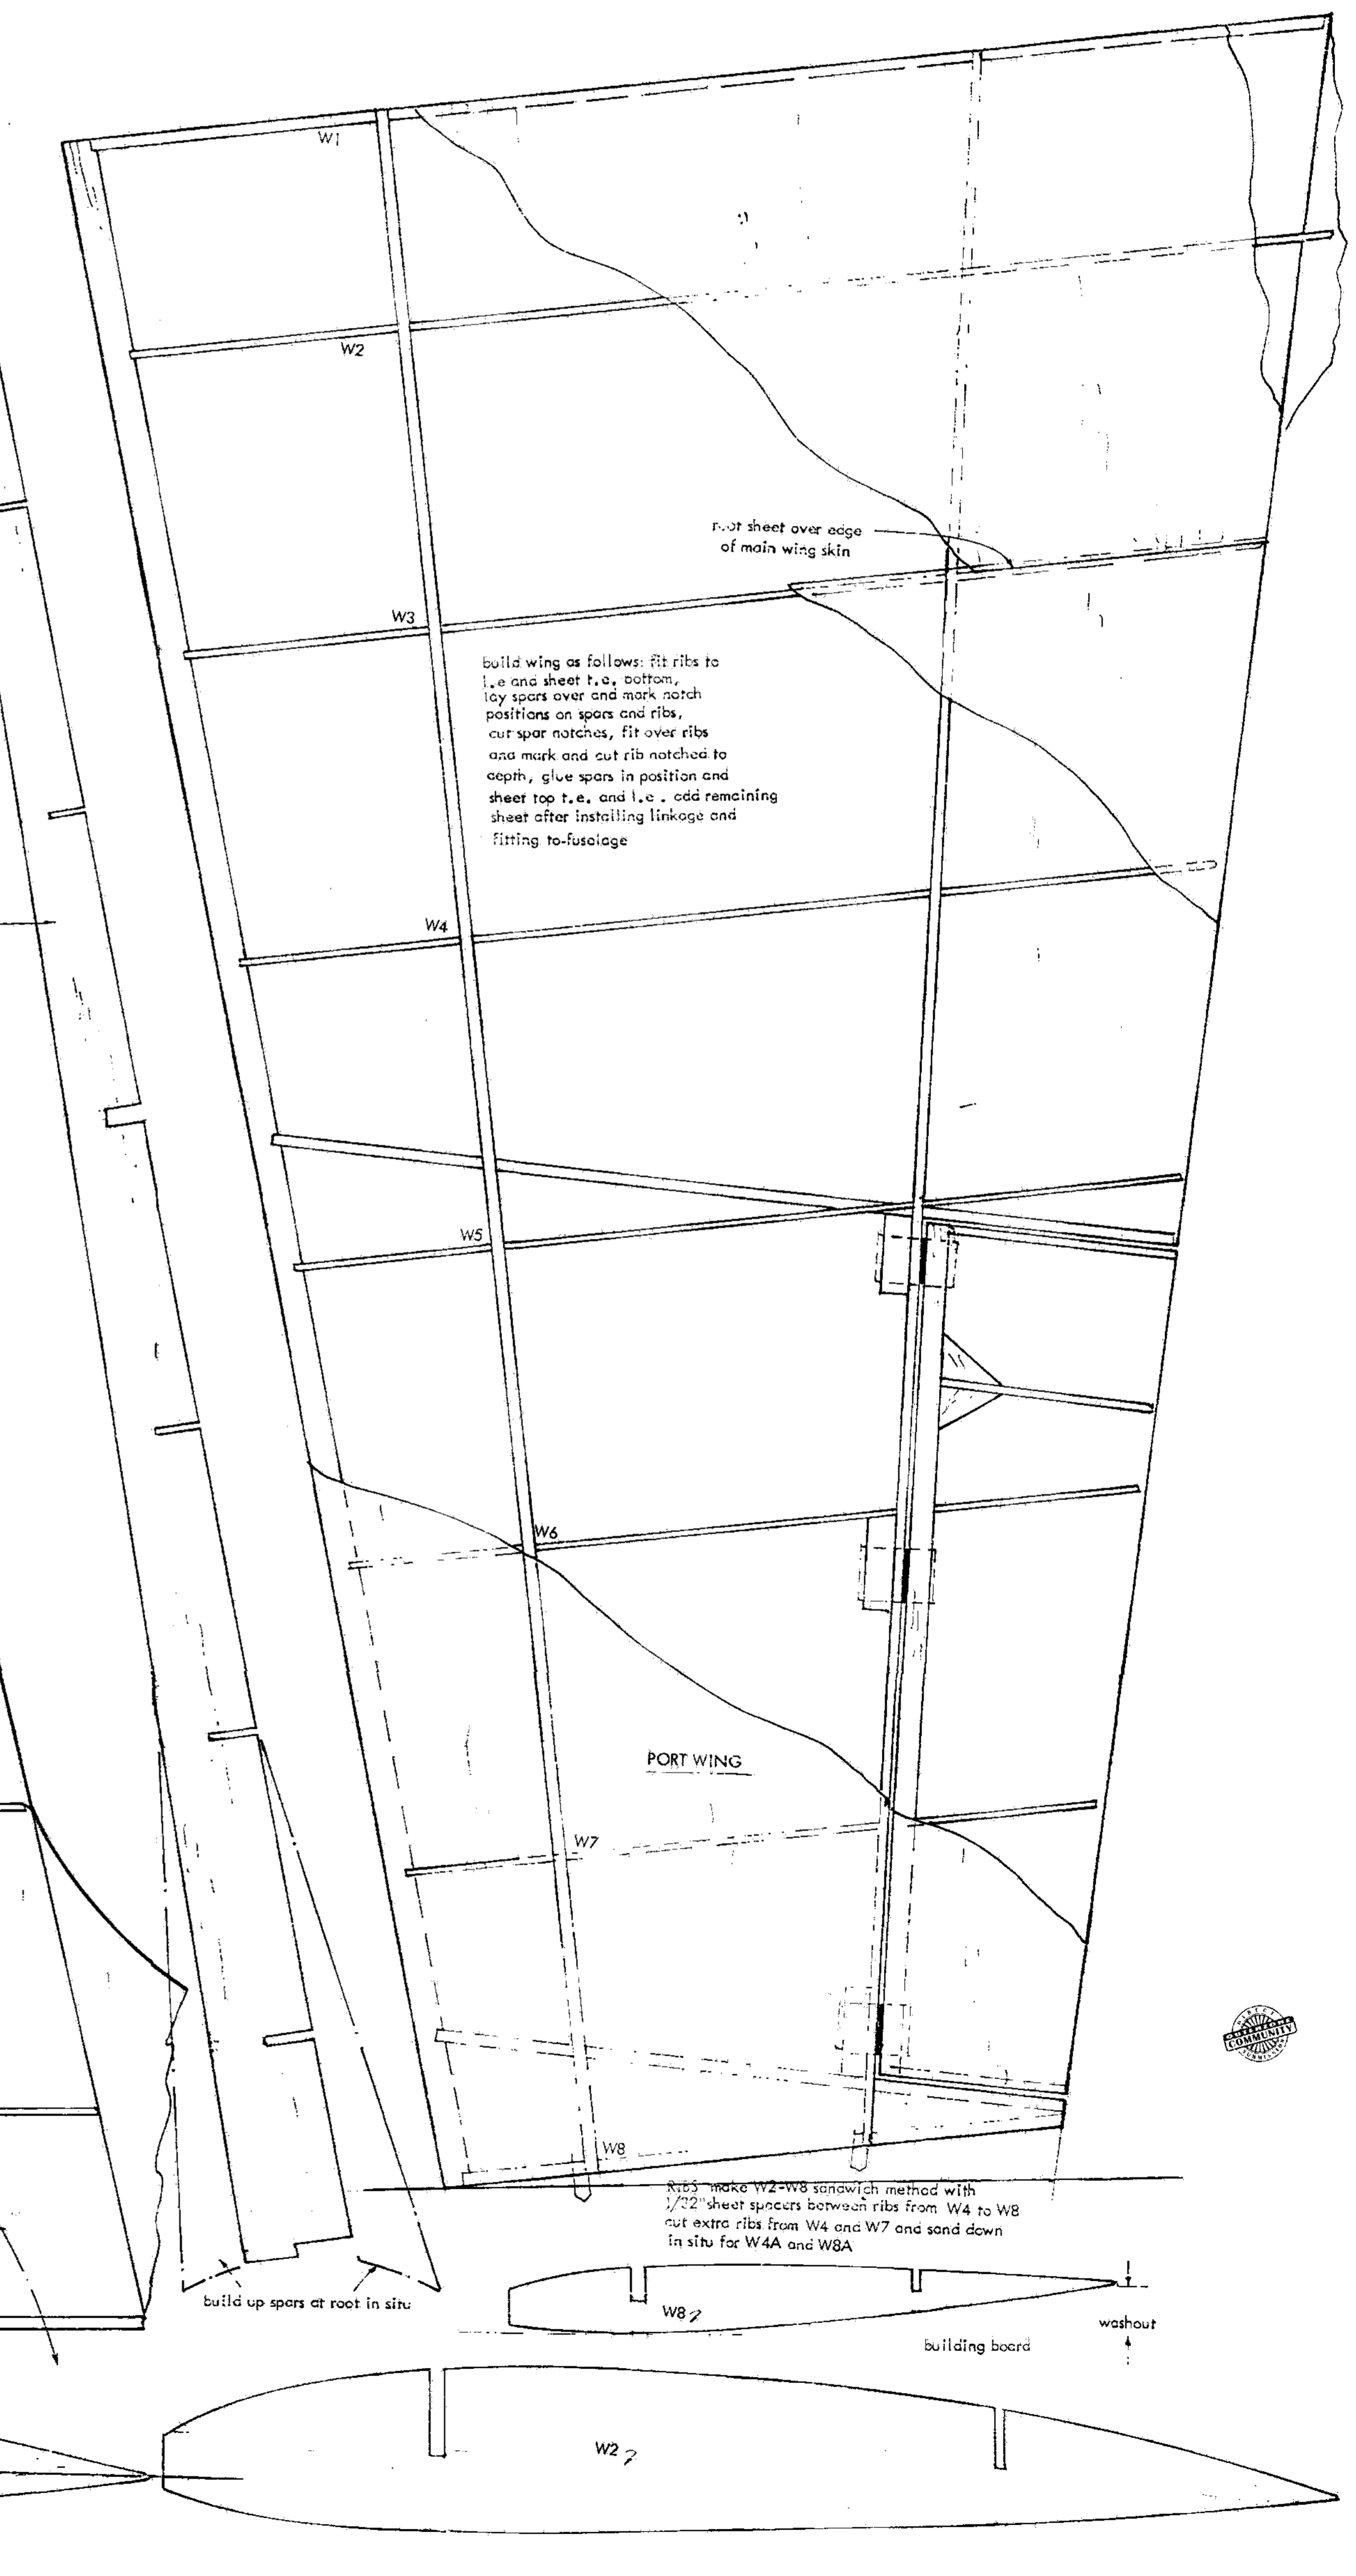 W1
W2
root sheet over edge
of main wing skin
W3
build wing as follows: fit ribs to
l.e and sheet t.e. bottom,
lay spars over and mark notch
positions on spars and ribs,
cut spar notches, fit over ribs
and mark and cut rib notched to
depth, glue spars in position and
sheet top t.e. and l.e. add remaining
sheet after installing linkage and
fitting to-fuselage
W4
W5
W6
PORT WING
W7
W8
COMMUNITY
Ribs make W2-W8 sandwich method with
1/32" sheet spacers between ribs from W4 to W8
cut extra ribs from W4 and W7 and sand down
in situ for W4A and W8A
build up spars at root in situ
W8 2
washout
building board
W2 2